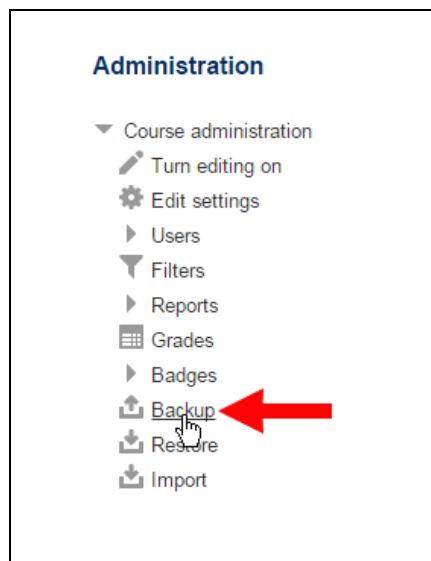 Administration
Course administration
Turn editing on
Edit settings
Users
Filters
Reports
Grades
Badges
Backup
Restore
Import